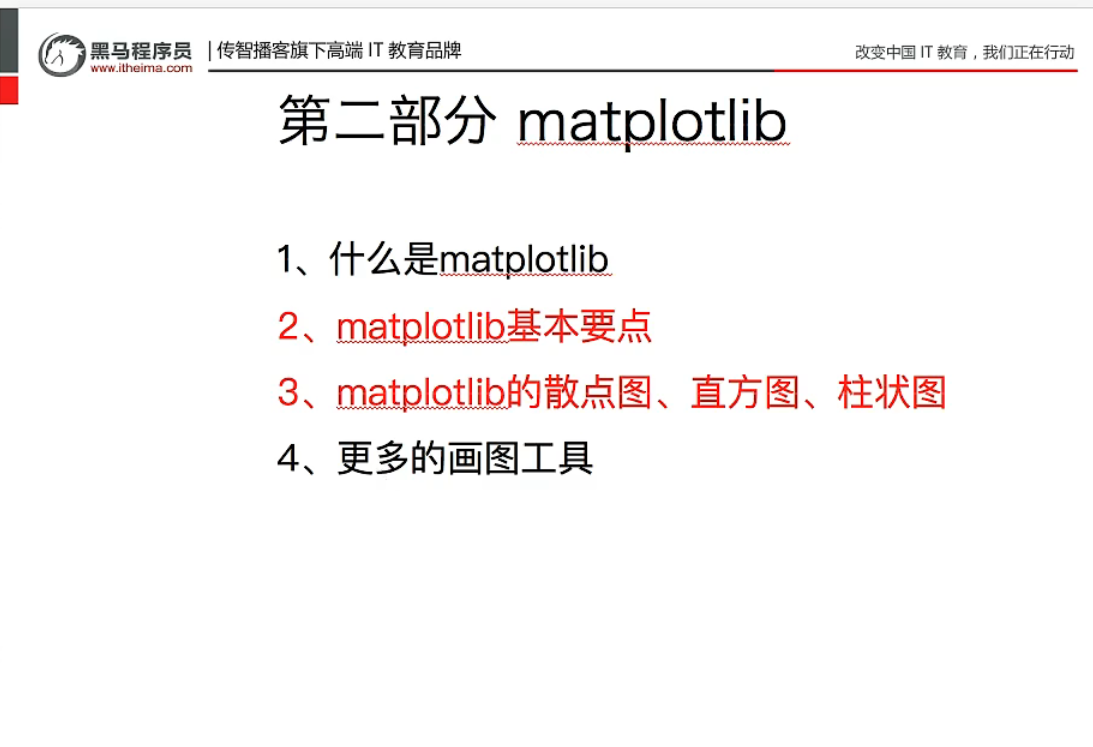 黑马程序员
www.itheima.com
| 传智播客旗下高端 IT 教育品牌
改变中国 IT 教育，我们正在行动
第二部分 matplotlib
1、什么是matplotlib
2、matplotlib基本要点
3、matplotlib的散点图、直方图、柱状图
4、更多的画图工具